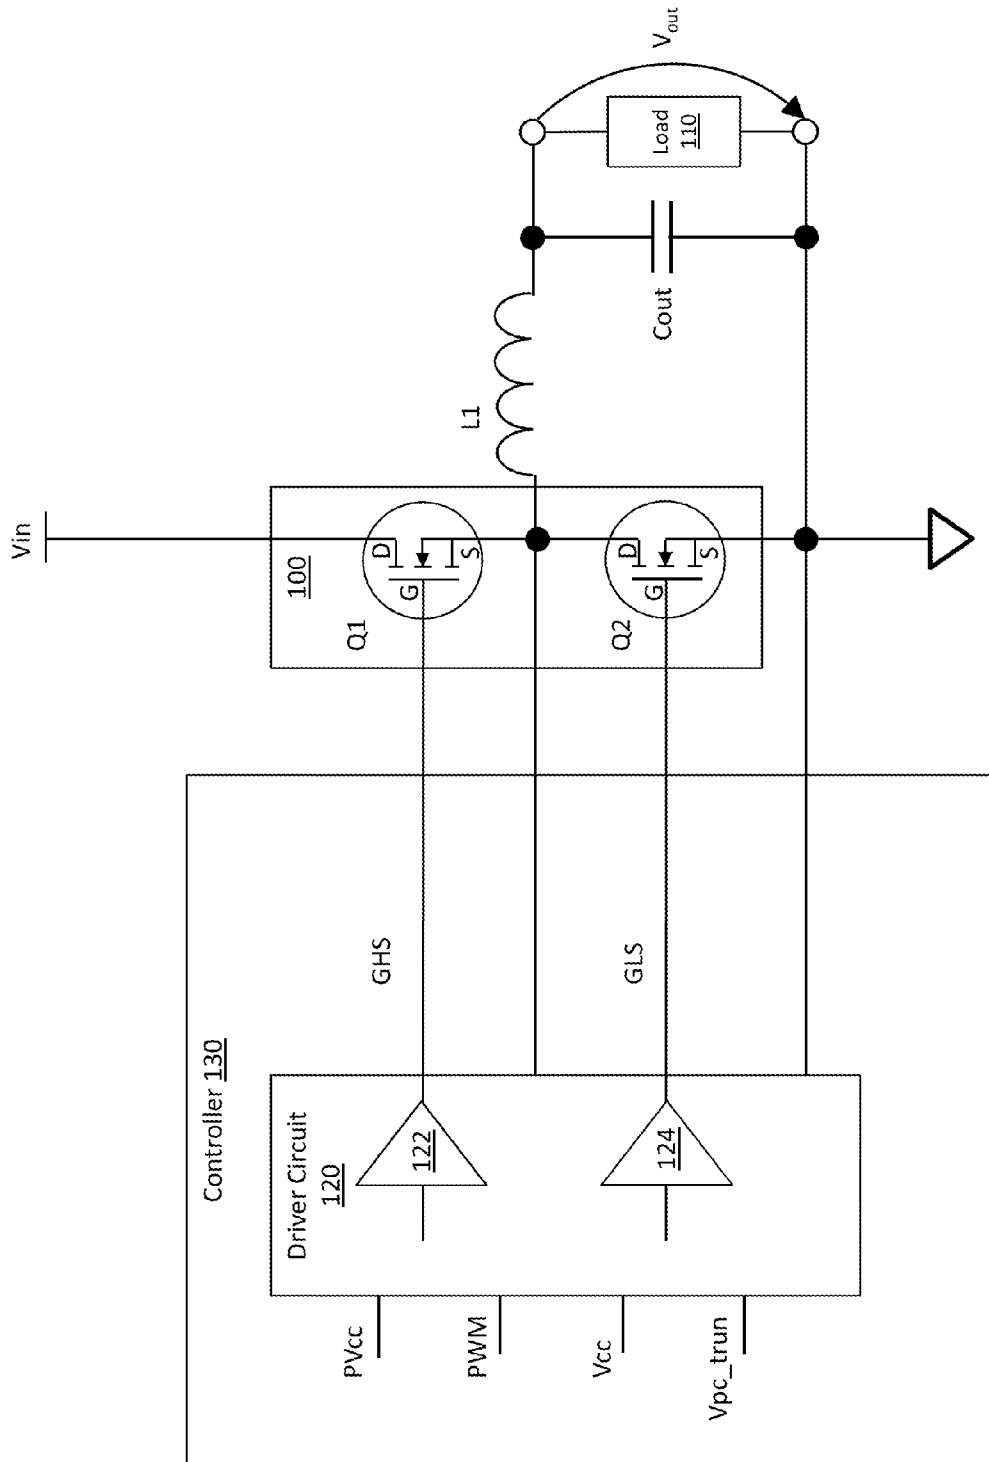 Vin
100
Q1
D
G
S
Q2
D
G
S
L1
Cout
Load
110
Vout
Controller 130
GHS
GLS
Driver Circuit
120
122
124
PVcc
PWM
Vcc
Vpc_trun